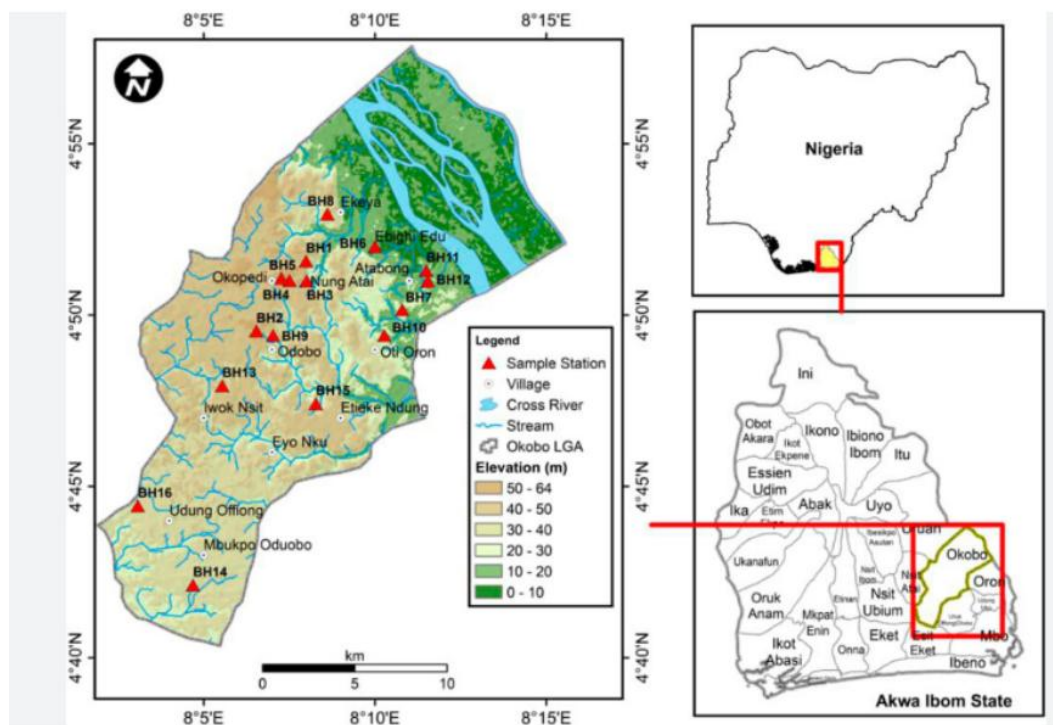 8°5'E
8°10'E
8°15'E
4°55'N
4°50'N
4°45'N
4°40'N
N
BH8
Ekeya
BH6
Ebighi Edu
BH1
BH11
Atabong
BH5
Okopedi
Nung Atai
BH12
BH4
BH3
BH7
BH2
BH10
BH9
Odobo
Oti Oron
BH13
BH15
Iwok Nsit
Etieke Ndung
Eyo Nku
BH16
Udung Offiong
Mbukpo Oduobo
BH14
km
0 5 10
8°5'E
8°10'E
8°15'E
4°55'N
4°50'N
4°45'N
4°40'N
Legend
Sample Station
Village
Cross River
Stream
Okobo LGA
Elevation (m)
50 - 64
40 - 50
30 - 40
20 - 30
10 - 20
0 - 10
Nigeria
Ini
Obot
Akara
Ikot
Ekpene
Ikono
Ibiono
Ibom
Itu
Essien
Udim
Ika
Etim
Abak
Uyo
Uruan
Okobo
Ukanafun
Nsit
Ibom
Nsit
Atai
Oron
Oruk
Anam
Etinan
Nsit
Ubium
Mkpat
Enin
Ikot
Abasi
Onna
Eket
Esit
Eket
Mbo
Ibeno
Akwa Ibom State